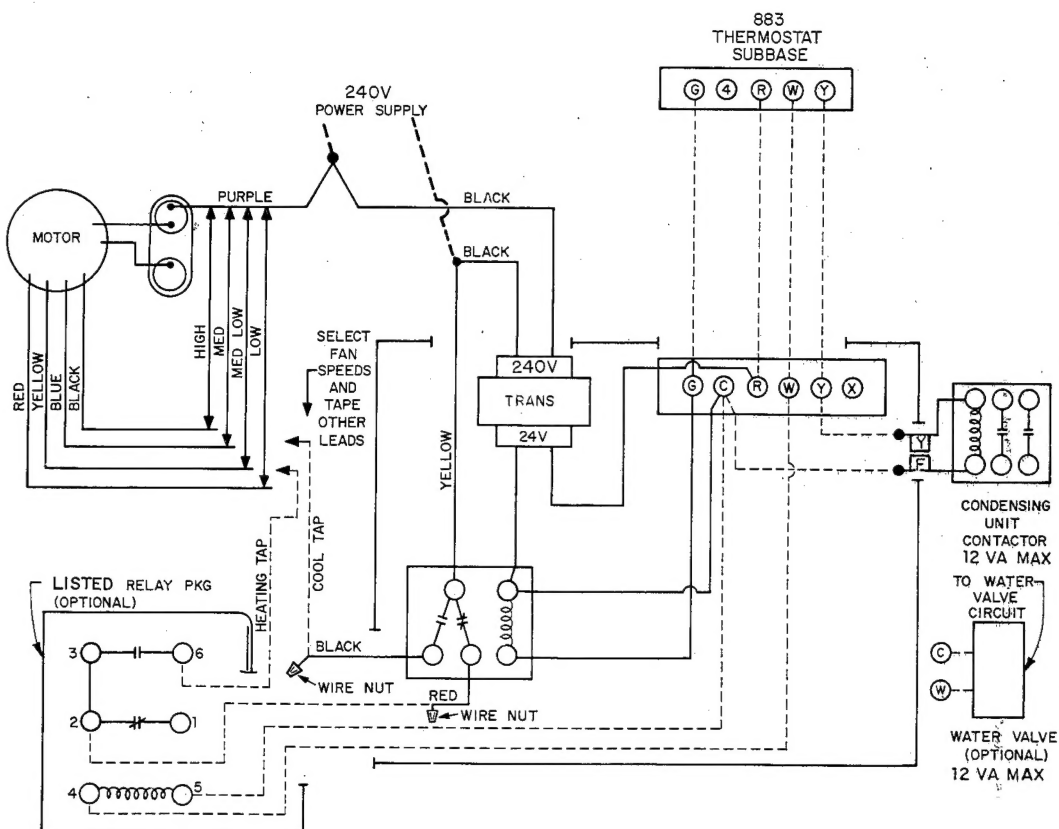 883
THERMOSTAT
SUBBASE
G 4 R W Y
240V
POWER SUPPLY
PURPLE
BLACK
MOTOR
BLACK
HIGH
MED
MED LOW
LOW
RED
YELLOW
BLUE
BLACK
SELECT
FAN
SPEEDS
AND
TAPE
OTHER
LEADS
240V
TRANS
24V
G C R W Y X
Y
F
YELLOW
CONDENSING
UNIT
CONTACTOR
12 VA MAX
COOL TAP
HEATING TAP
LISTED RELAY PKG
(OPTIONAL)
TO WATER
VALVE
CIRCUIT
3
6
BLACK
WIRE NUT
C
RED
WIRE NUT
W
2
1
WATER VALVE
(OPTIONAL)
12 VA MAX
4
5